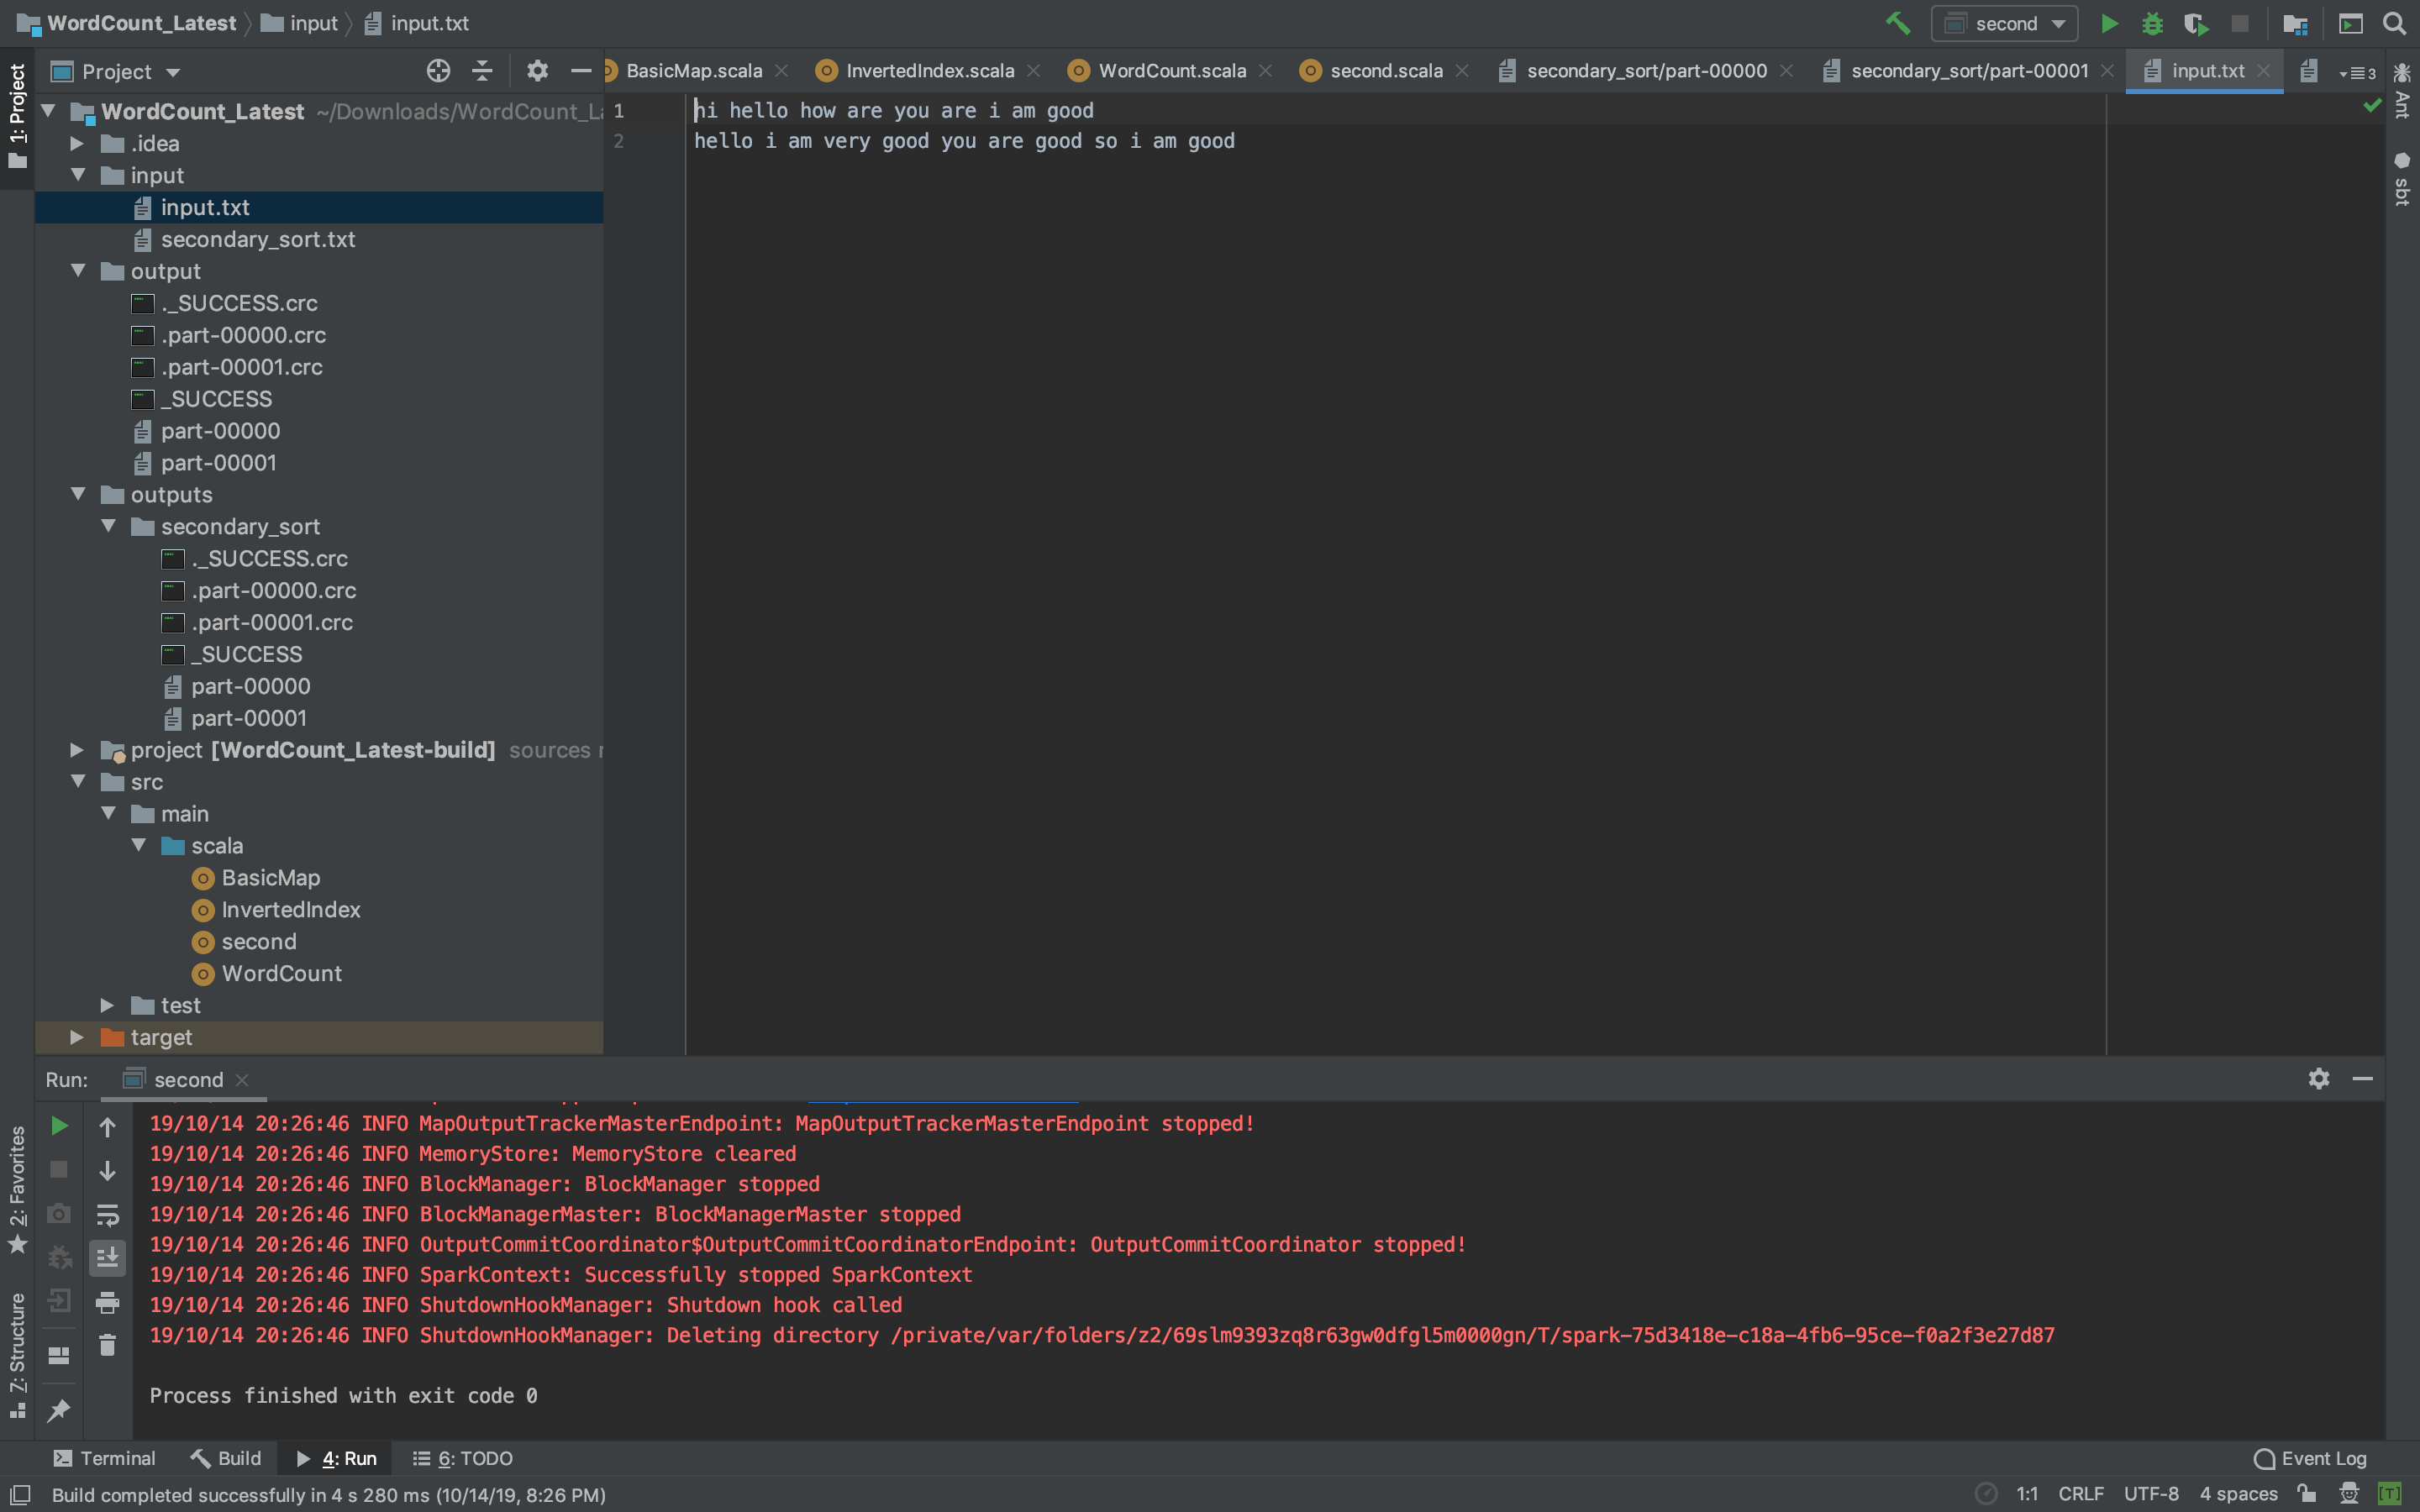 WordCount_Latest input input.txt
second
1: Project
Project
BasicMap.scala InvertedIndex.scala WordCount.scala second.scala secondary_sort/part-00000 secondary_sort/part-00001 input.txt 3
WordCount_Latest ~/Downloads/WordCount_La
.idea
input
input.txt
secondary_sort.txt
output
._SUCCESS.crc
.part-00000.crc
.part-00001.crc
_SUCCESS
part-00000
part-00001
outputs
secondary_sort
._SUCCESS.crc
.part-00000.crc
.part-00001.crc
_SUCCESS
part-00000
part-00001
project [WordCount_Latest-build] sources
src
main
scala
BasicMap
InvertedIndex
second
WordCount
test
target
1 hi hello how are you are i am good
2 hello i am very good you are good so i am good
Ant
sbt
Run: second
19/10/14 20:26:46 INFO MapOutputTrackerMasterEndpoint: MapOutputTrackerMasterEndpoint stopped!
19/10/14 20:26:46 INFO MemoryStore: MemoryStore cleared
19/10/14 20:26:46 INFO BlockManager: BlockManager stopped
19/10/14 20:26:46 INFO BlockManagerMaster: BlockManagerMaster stopped
19/10/14 20:26:46 INFO OutputCommitCoordinator$OutputCommitCoordinatorEndpoint: OutputCommitCoordinator stopped!
19/10/14 20:26:46 INFO SparkContext: Successfully stopped SparkContext
19/10/14 20:26:46 INFO ShutdownHookManager: Shutdown hook called
19/10/14 20:26:46 INFO ShutdownHookManager: Deleting directory /private/var/folders/z2/69slm9393zq8r63gw0dfgl5m0000gn/T/spark-75d3418e-c18a-4fb6-95ce-f0a2f3e27d87
Process finished with exit code 0
2: Favorites
7: Structure
Terminal Build 4: Run 6: TODO Event Log
Build completed successfully in 4 s 280 ms (10/14/19, 8:26 PM) 1:1 CRLF UTF-8 4 spaces [T]